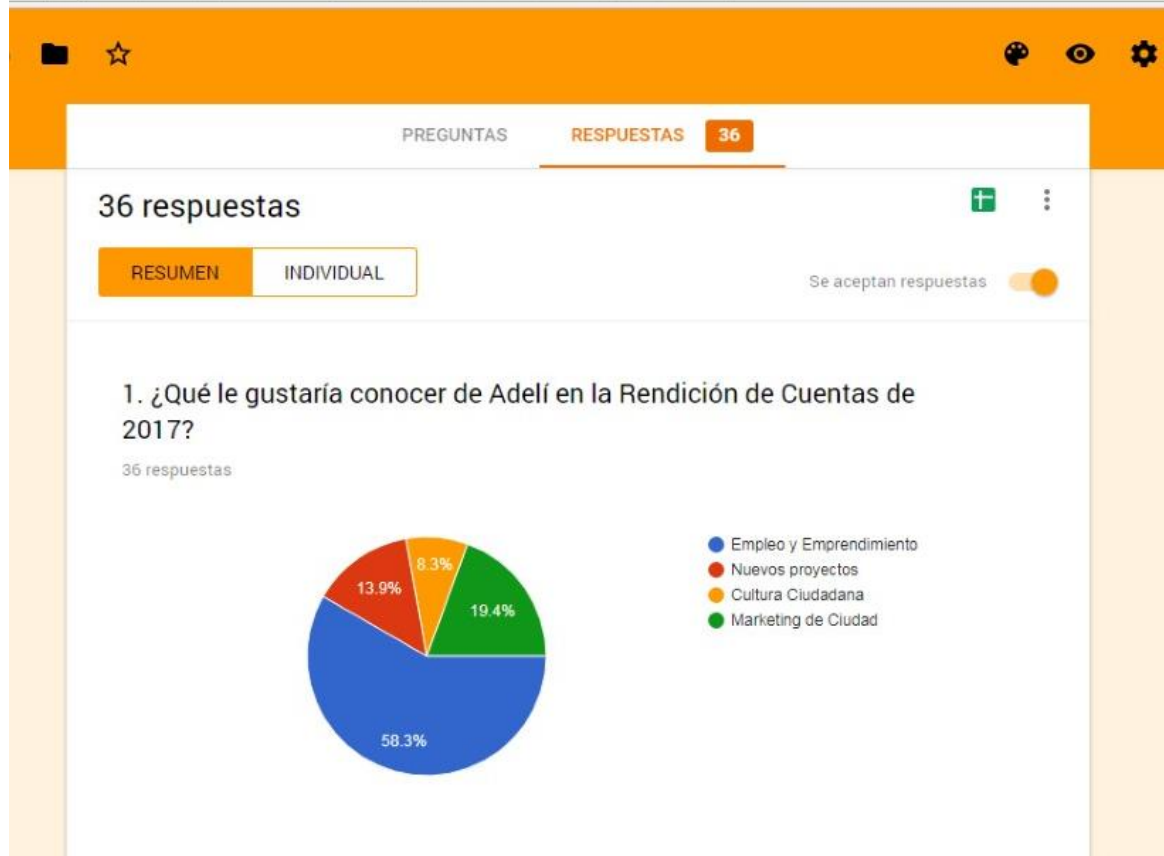 PREGUNTAS
RESPUESTAS 36
36 respuestas
RESUMEN
INDIVIDUAL
Se aceptan respuestas
1. ¿Qué le gustaría conocer de Adelí en la Rendición de Cuentas de
2017?
36 respuestas
8.3%
13.9%
19.4%
58.3%
Empleo y Emprendimiento
Nuevos proyectos
Cultura Ciudadana
Marketing de Ciudad